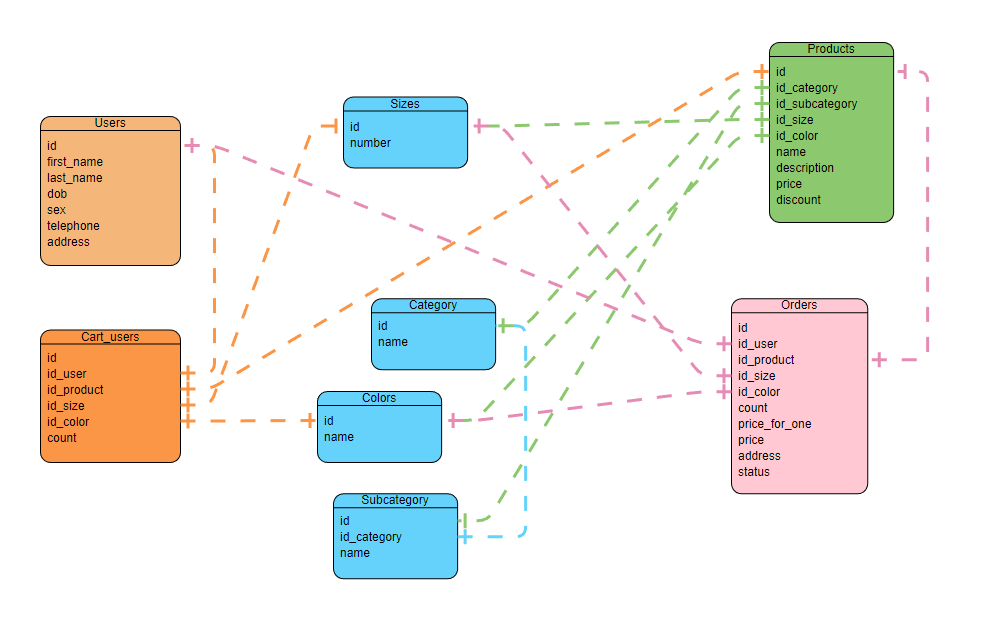 Products
id
id_category
id_subcategory
id_size
id_color
name
description
price
discount
Sizes
id
number
Users
id
first_name
last_name
dob
sex
telephone
address
Category
id
name
Orders
id
id_user
id_product
id_size
id_color
count
price_for_one
price
address
status
Cart_users
id
id_user
id_product
id_size
id_color
count
Colors
id
name
Subcategory
id
id_category
name